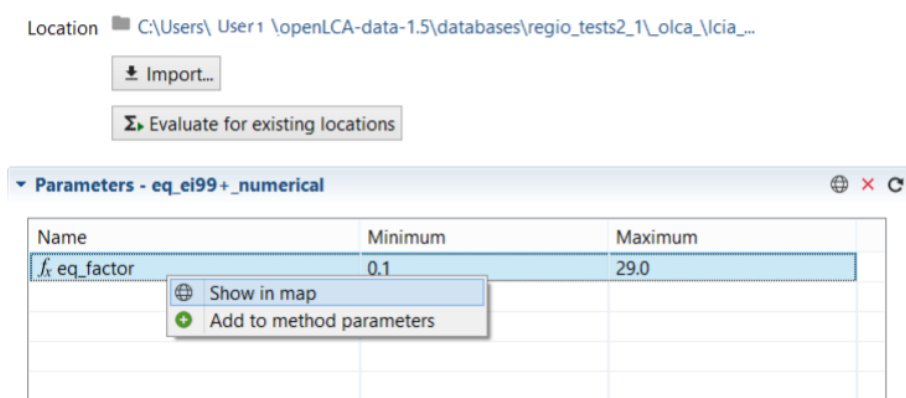 Location C:\Users\ User1 \openLCA-data-1.5\databases\regio_tests2_1\_olca_\lcia_...
Import...
Evaluate for existing locations
Parameters - eq_ei99+_numerical
Name Minimum Maximum
fx eq_factor 0.1 29.0
Show in map
Add to method parameters